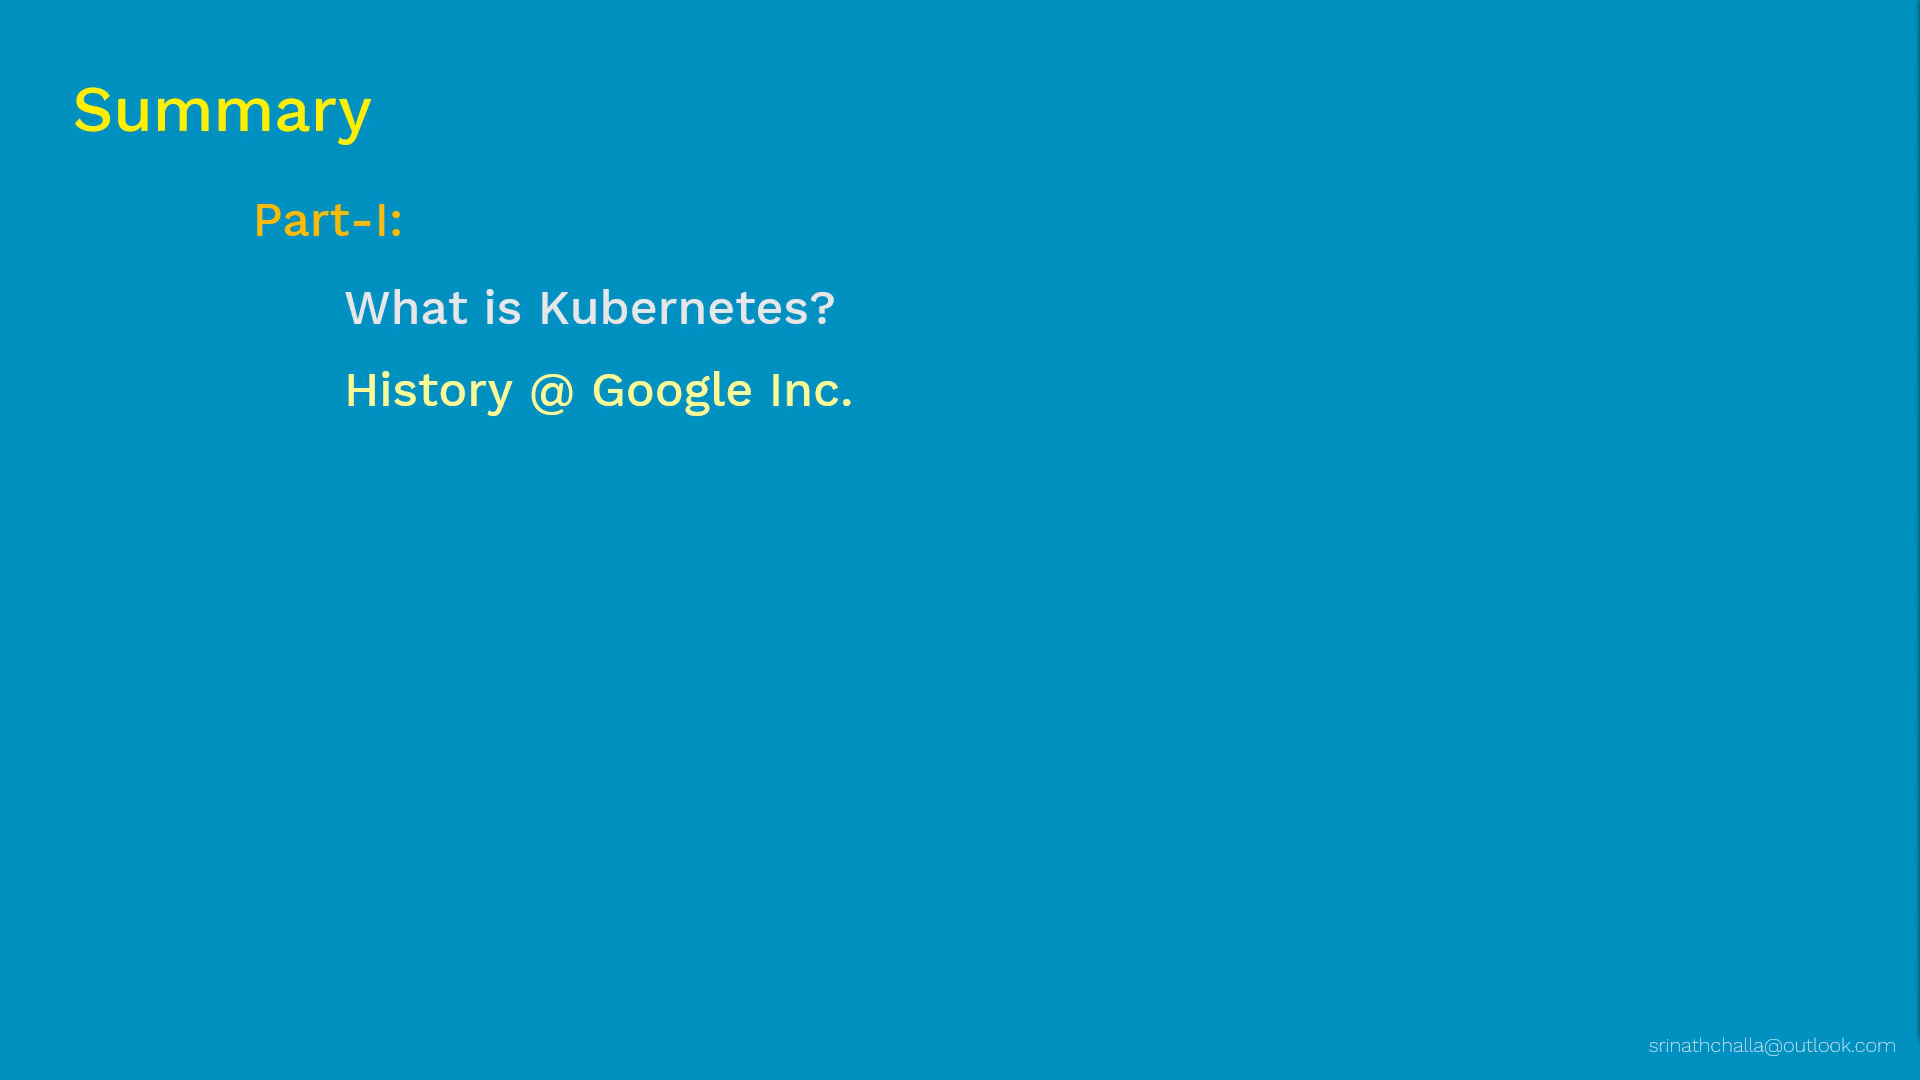 Summary
Part-I:
What is Kubernetes?
History @ Google Inc.
srinathchalla@outlook.com